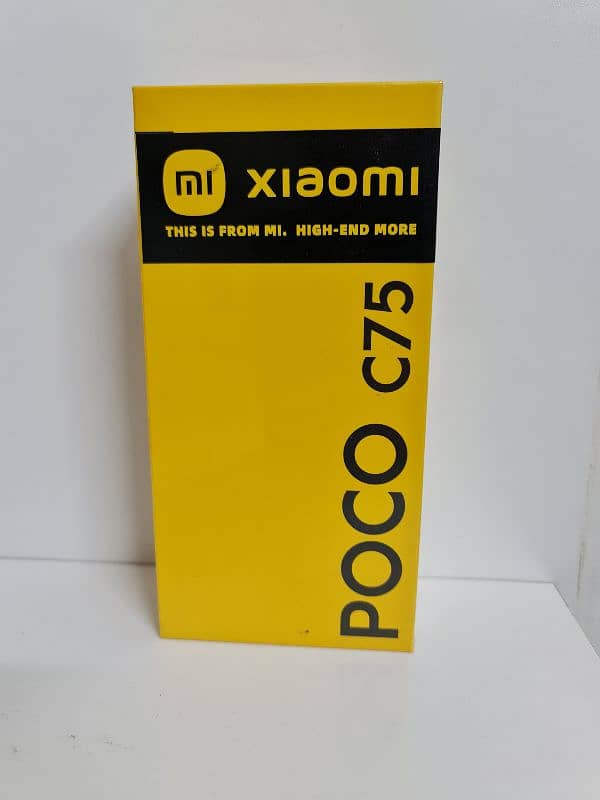 mi xiaomi
THIS IS FROM MI. HIGH-END MORE
POCO C75